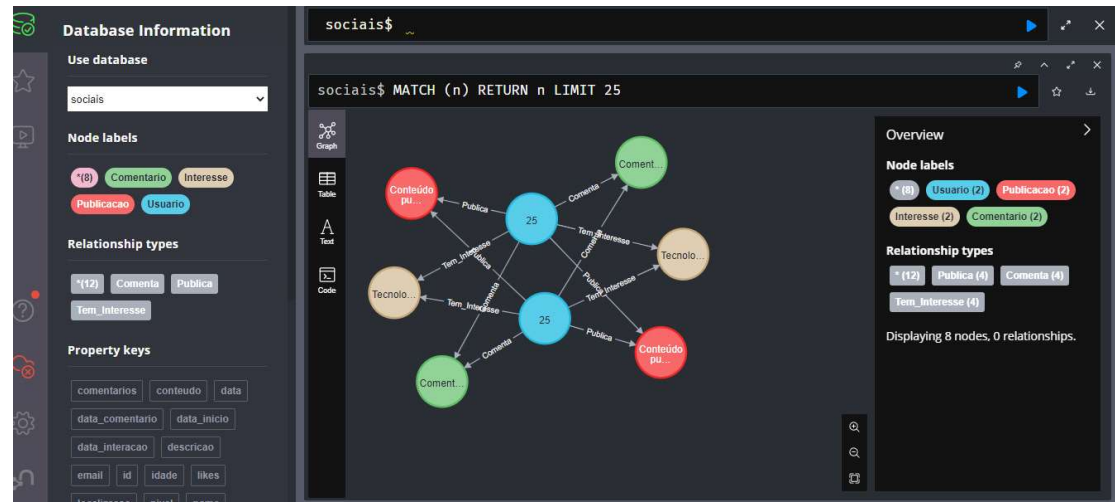 Database Information
Use database
sociais
Node labels
*(8) Comentario Interesse
Publicacao Usuario
Relationship types
*(12) Comenta Publica
Tem_Interesse
Property keys
comentarios conteudo data
data_comentario data_inicio
data_interacao descricao
email id idade likes
sociais$
sociais$ MATCH (n) RETURN n LIMIT 25
Graph
Table
Text
Code
Coment...
Conteúdo
pu...
25
Tecnolo...
Tecnolo...
25
Conteúdo
pu...
Coment...
Comenta
Publica
Tem_Interesse
Comenta
Tem_Interesse
Publica
Comenta
Publica
Tem_Interesse
Tem_Interesse
Publica
Comenta
Overview
Node labels
*(8) Usuario (2) Publicacao (2)
Interesse (2) Comentario (2)
Relationship types
*(12) Publica (4) Comenta (4)
Tem_Interesse (4)
Displaying 8 nodes, 0 relationships.